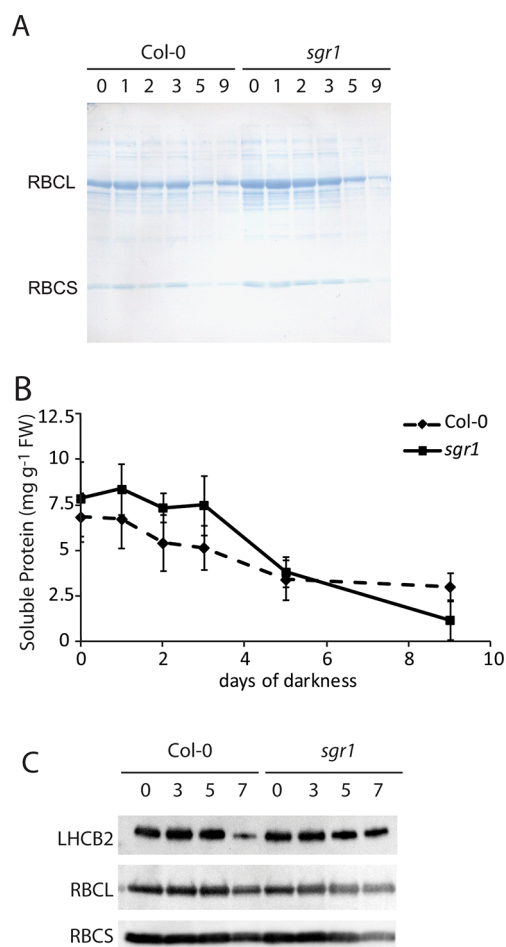 A
Col-0 sgr1
0 1 2 3 5 9 0 1 2 3 5 9
RBCL
RBCS
B
12.5
10
7.5
5
2.5
0
Soluble Protein (mg g-1 FW)
Col-0
sgr1
0 2 4 6 8 10
days of darkness
C
Col-0 sgr1
0 3 5 7 0 3 5 7
LHCB2
RBCL
RBCS